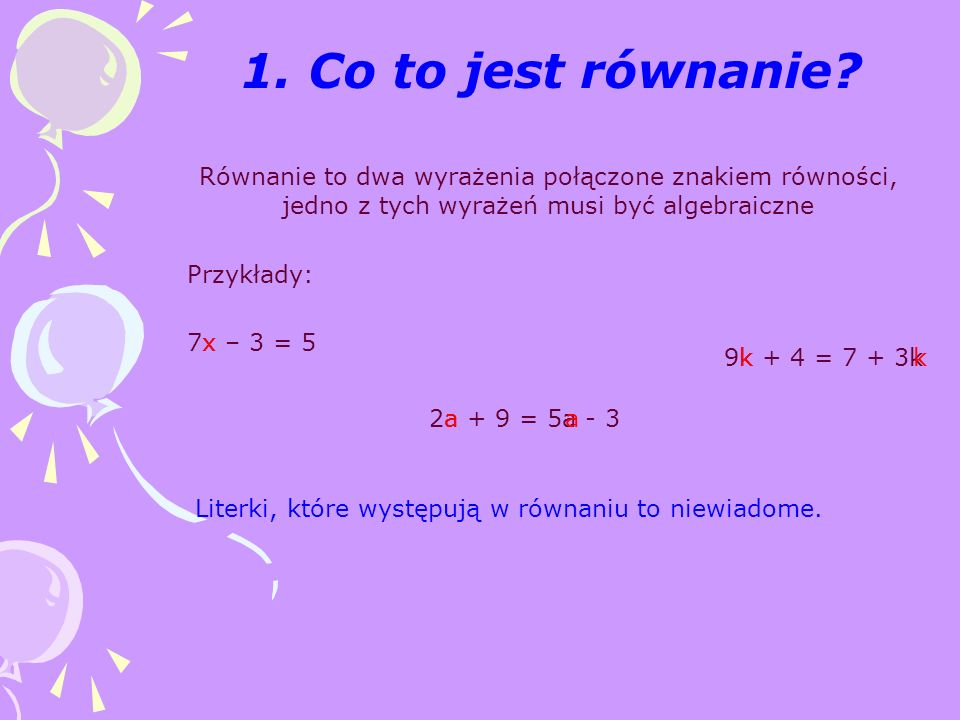 1. Co to jest równanie?
Równanie to dwa wyrażenia połączone znakiem równości,
jedno z tych wyrażeń musi być algebraiczne
Przykłady:
7x – 3 = 5
9k + 4 = 7 + 3k
2a + 9 = 5a - 3
Literki, które występują w równaniu to niewiadome.